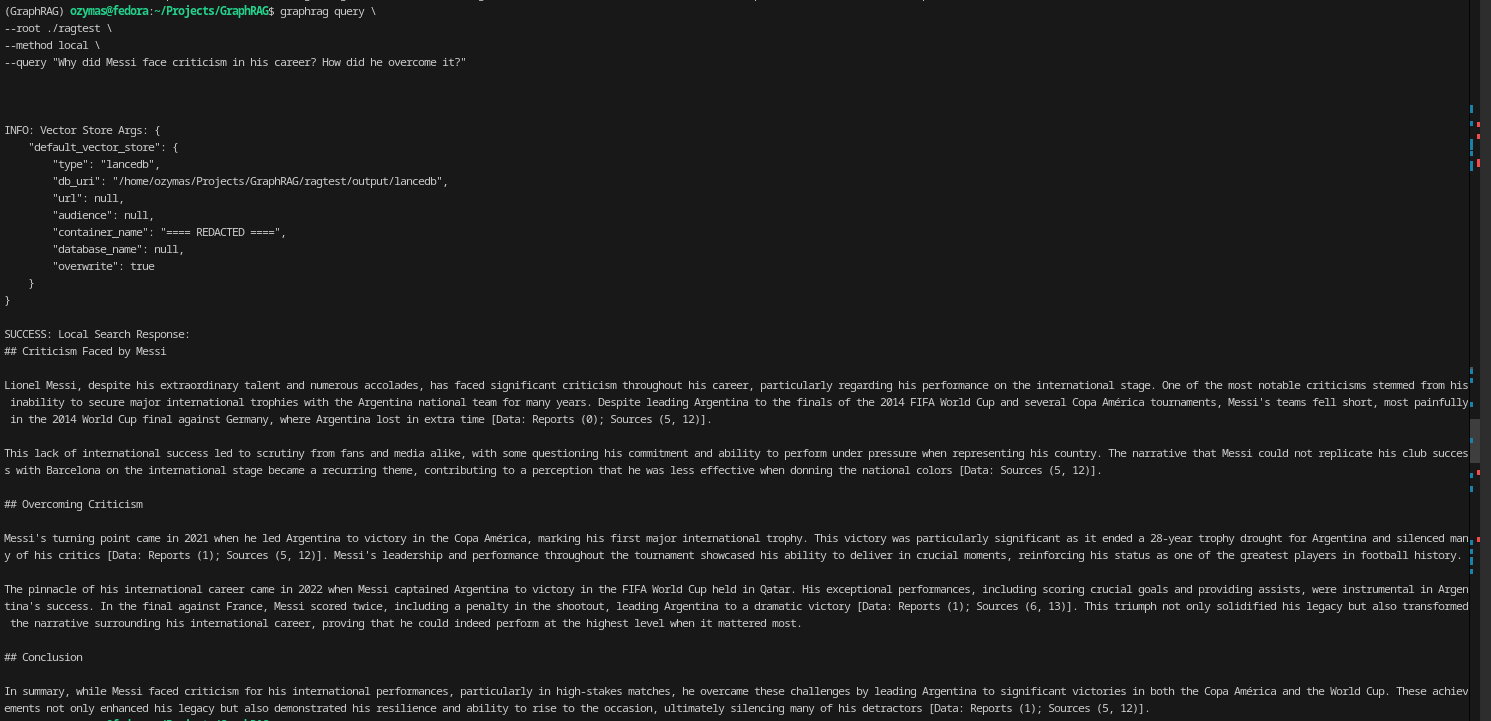 (GraphRAG) ozymas@fedora:~/Projects/GraphRAG$ graphrag query \
--root ./ragtest \
--method local \
--query "Why did Messi face criticism in his career? How did he overcome it?"
INFO: Vector Store Args: {
    "default_vector_store": {
        "type": "lancedb",
        "db_uri": "/home/ozymas/Projects/GraphRAG/ragtest/output/lancedb",
        "url": null,
        "audience": null,
        "container_name": "==== REDACTED ====",
        "database_name": null,
        "overwrite": true
    }
}
SUCCESS: Local Search Response:
## Criticism Faced by Messi
Lionel Messi, despite his extraordinary talent and numerous accolades, has faced significant criticism throughout his career, particularly regarding his performance on the international stage. One of the most notable criticisms stemmed from his
 inability to secure major international trophies with the Argentina national team for many years. Despite leading Argentina to the finals of the 2014 FIFA World Cup and several Copa América tournaments, Messi's teams fell short, most painfully
 in the 2014 World Cup final against Germany, where Argentina lost in extra time [Data: Reports (0); Sources (5, 12)].
This lack of international success led to scrutiny from fans and media alike, with some questioning his commitment and ability to perform under pressure when representing his country. The narrative that Messi could not replicate his club succes
s with Barcelona on the international stage became a recurring theme, contributing to a perception that he was less effective when donning the national colors [Data: Sources (5, 12)].
## Overcoming Criticism
Messi's turning point came in 2021 when he led Argentina to victory in the Copa América, marking his first major international trophy. This victory was particularly significant as it ended a 28-year trophy drought for Argentina and silenced man
y of his critics [Data: Reports (1); Sources (5, 12)]. Messi's leadership and performance throughout the tournament showcased his ability to deliver in crucial moments, reinforcing his status as one of the greatest players in football history.
The pinnacle of his international career came in 2022 when Messi captained Argentina to victory in the FIFA World Cup held in Qatar. His exceptional performances, including scoring crucial goals and providing assists, were instrumental in Argen
tina's success. In the final against France, Messi scored twice, including a penalty in the shootout, leading Argentina to a dramatic victory [Data: Reports (1); Sources (6, 13)]. This triumph not only solidified his legacy but also transformed
 the narrative surrounding his international career, proving that he could indeed perform at the highest level when it mattered most.
## Conclusion
In summary, while Messi faced criticism for his international performances, particularly in high-stakes matches, he overcame these challenges by leading Argentina to significant victories in both the Copa América and the World Cup. These achiev
ements not only enhanced his legacy but also demonstrated his resilience and ability to rise to the occasion, ultimately silencing many of his detractors [Data: Reports (1); Sources (5, 12)].